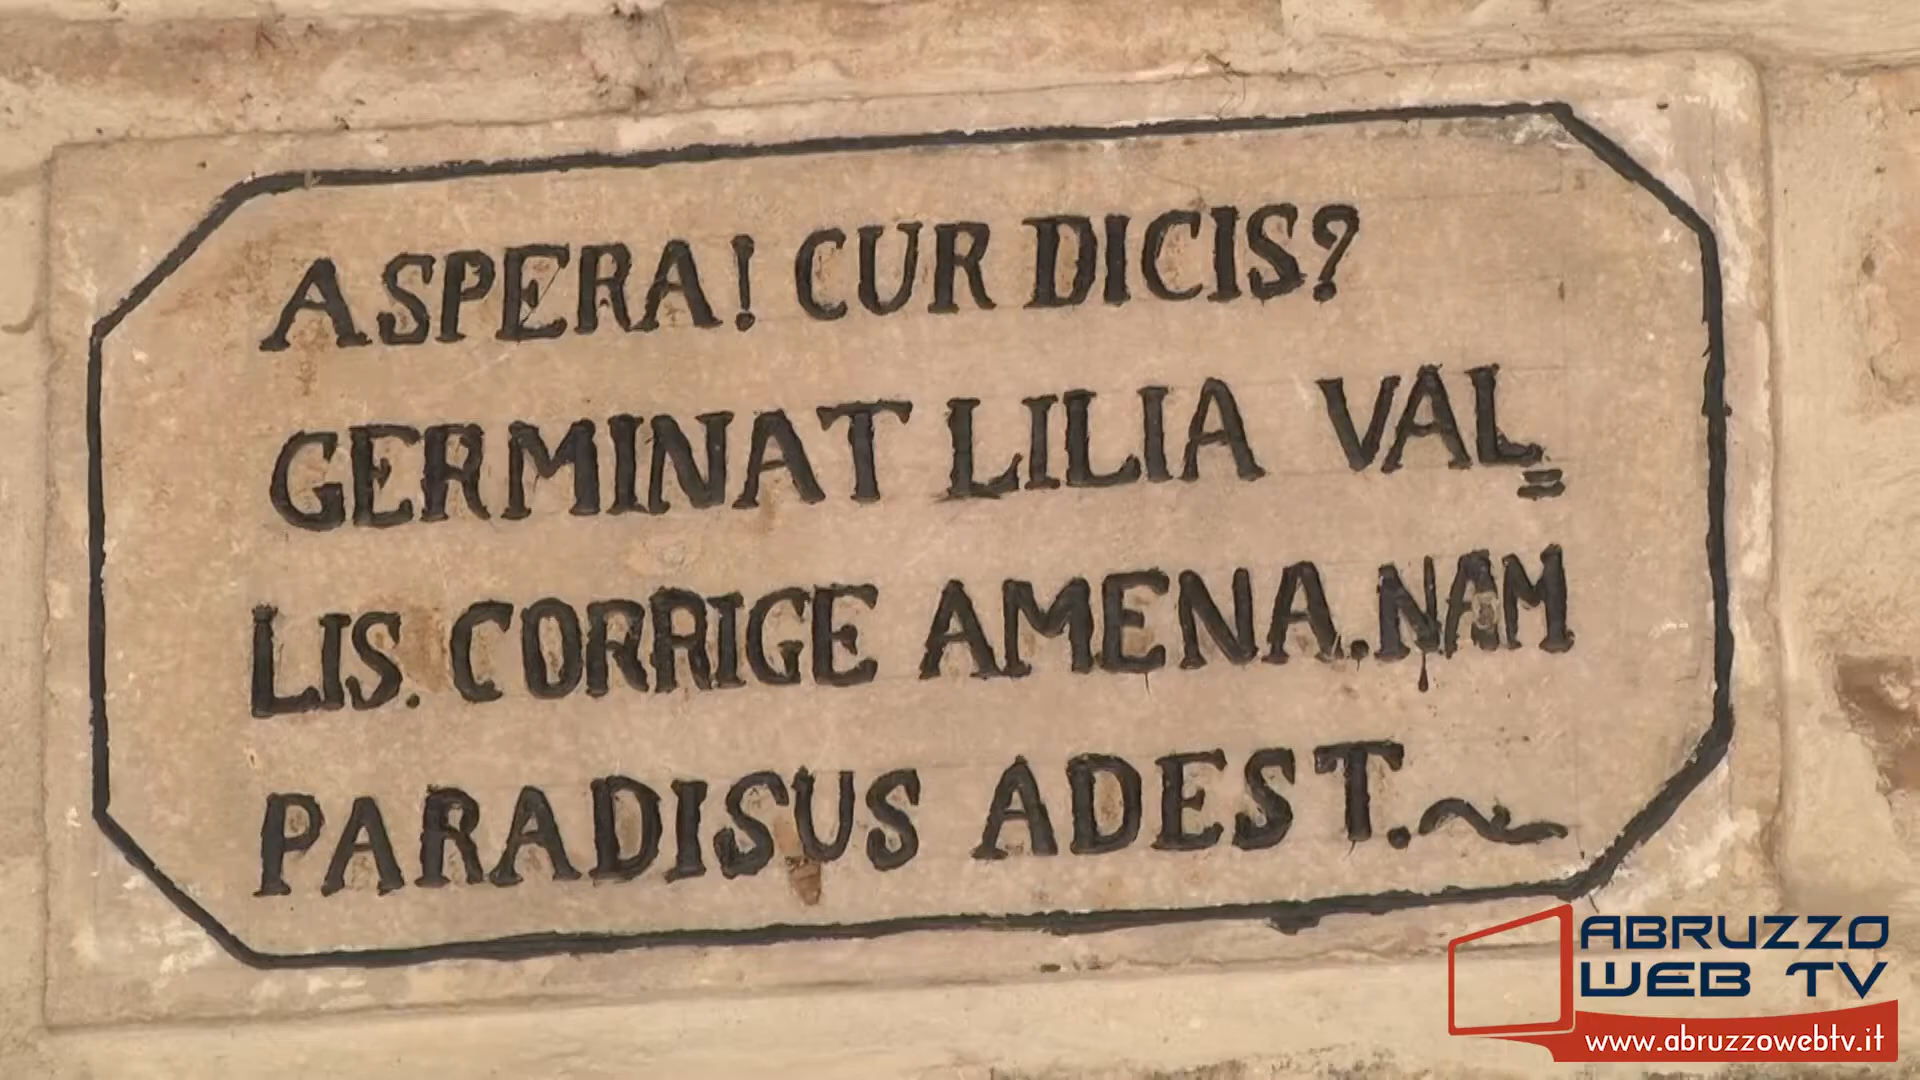 ASPERA! CUR DICIS?
GERMINAT LILIA VAL=
LIS. CORRIGE AMENA. NAM
PARADISUS ADEST.~
ABRUZZO
WEB TV
www.abruzzowebtv.it